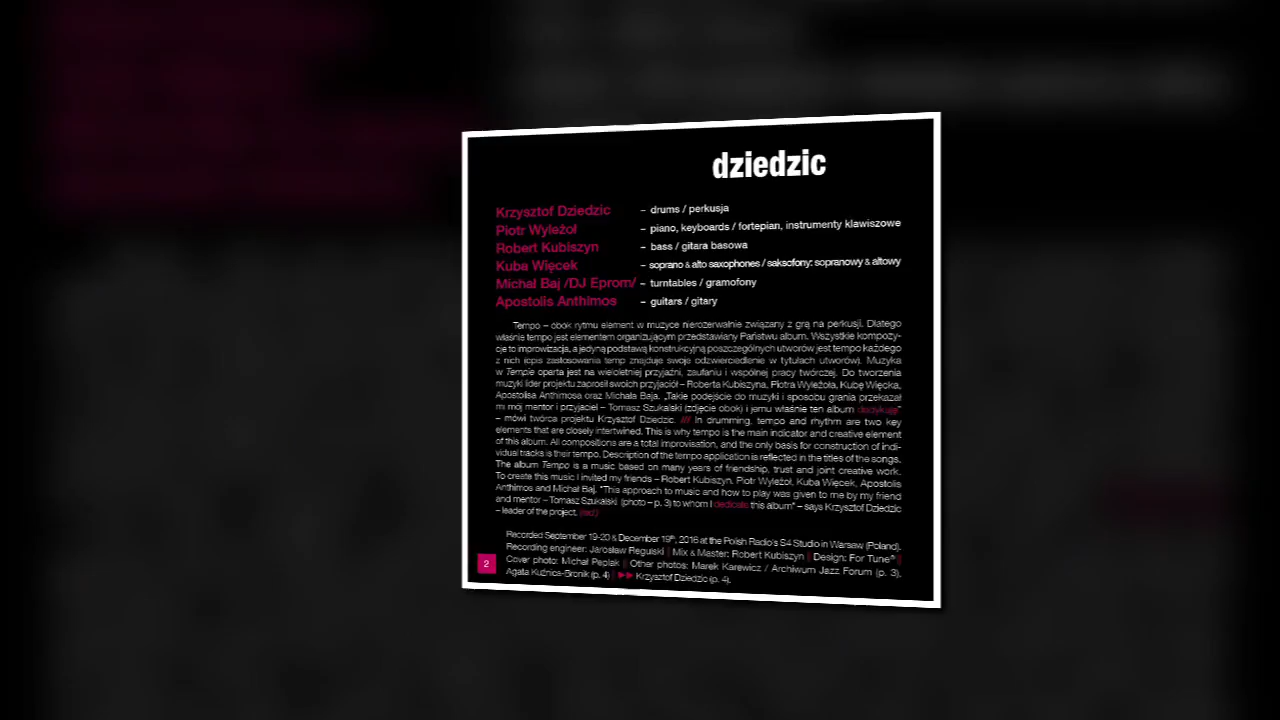 dziedzic
Krzysztof Dziedzic – drums / perkusja
Piotr Wyleżoł – piano, keyboards / fortepian, instrumenty klawiszowe
Robert Kubiszyn – bass / gitara basowa
Kuba Więcek – soprano & alto saxophones / saksofony: sopranowy & altowy
Michał Baj /DJ Eprom/ – turntables / gramofony
Apostolis Anthimos – guitars / gitary
Tempo – obok rytmu element w muzyce nierozerwalnie związany z grą na perkusji. Dlatego
właśnie tempo jest elementem organizującym przedstawiany Państwu album. Wszystkie kompozy-
cje to improwizacja, a jedyną podstawą konstrukcyjną poszczególnych utworów jest tempo każdego
z nich (opis zastosowania temp znajduje swoje odzwierciedlenie w tytułach utworów). Muzyka
w Tempie oparta jest na wieloletniej przyjaźni, zaufaniu i wspólnej pracy twórczej. Do tworzenia
muzyki lider projektu zaprosił swoich przyjaciół – Roberta Kubiszyna, Piotra Wyleżoła, Kubę Więcka,
Apostolisa Anthimosa oraz Michała Baja. „Takie podejście do muzyki i sposobu grania przekazał
mi mój mentor i przyjaciel – Tomasz Szukalski (zdjęcie obok) i jemu właśnie ten album dedykuję”
– mówi twórca projektu Krzysztof Dziedzic. /// In drumming, tempo and rhythm are two key
elements that are closely intertwined. This is why tempo is the main indicator and creative element
of this album. All compositions are a total improvisation, and the only basis for construction of indi-
vidual tracks is their tempo. Description of the tempo application is reflected in the titles of the songs.
The album Tempo is a music based on many years of friendship, trust and joint creative work.
To create this music I invited my friends – Robert Kubiszyn, Piotr Wyleżoł, Kuba Więcek, Apostolis
Anthimos and Michał Baj. "This approach to music and how to play was given to me by my friend
and mentor – Tomasz Szukalski (photo – p. 3) to whom I dedicate this album" – says Krzysztof Dziedzic
– leader of the project. (red.)
Recorded September 19-20 & December 19th, 2016 at the Polish Radio's S4 Studio in Warsaw (Poland).
Recording engineer: Jarosław Regulski || Mix & Master: Robert Kubiszyn || Design: For Tune® ||
Cover photo: Michał Pepłak || Other photos: Marek Karewicz / Archiwum Jazz Forum (p. 3),
Agata Kuźnica-Bronik (p. 4) | ▶▶ Krzysztof Dziedzic (p. 4).
2